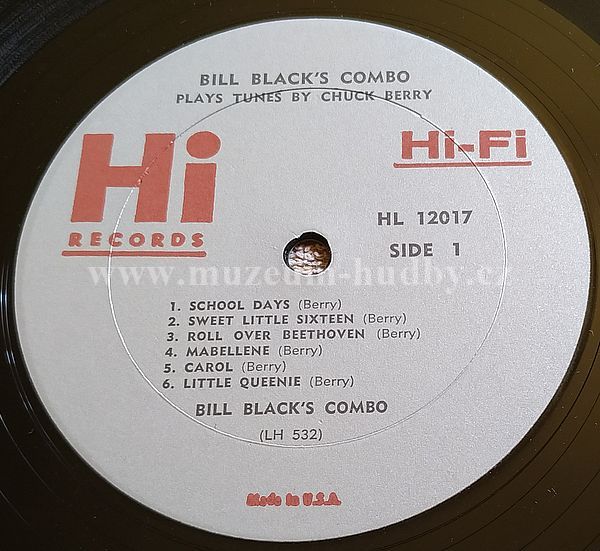 BILL BLACK'S COMBO
PLAYS TUNES BY CHUCK BERRY
Hi
RECORDS
Hi-Fi
HL 12017
SIDE 1
www.muzeum-hudby.cz
1. SCHOOL DAYS (Berry)
2. SWEET LITTLE SIXTEEN (Berry)
3. ROLL OVER BEETHOVEN (Berry)
4. MABELLENE (Berry)
5. CAROL (Berry)
6. LITTLE QUEENIE (Berry)
BILL BLACK'S COMBO
(LH 532)
Made in U.S.A.